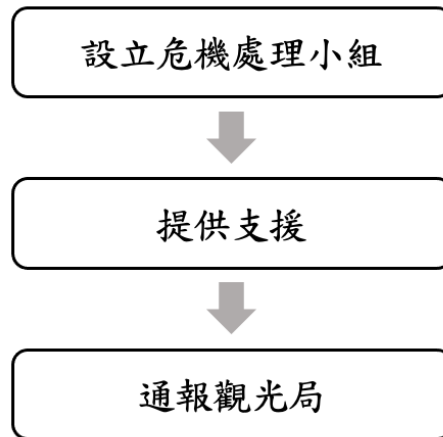 設立危機處理小組
提供支援
通報觀光局